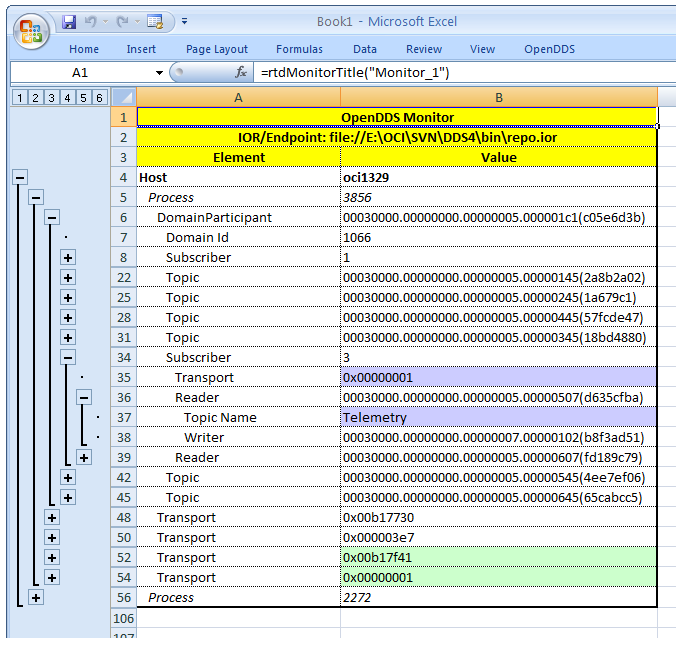 Book1 - Microsoft Excel
Home Insert Page Layout Formulas Data Review View OpenDDS
A1 fx =rtdMonitorTitle("Monitor_1")
1 2 3 4 5 6 A B
1 OpenDDS Monitor
2 IOR/Endpoint: file://E:\OCI\SVN\DDS4\bin\repo.ior
3 Element Value
4 Host oci1329
5 Process 3856
6 DomainParticipant 00030000.00000000.00000005.000001c1(c05e6d3b)
7 Domain Id 1066
8 Subscriber 1
22 Topic 00030000.00000000.00000005.00000145(2a8b2a02)
25 Topic 00030000.00000000.00000005.00000245(1a679c1)
28 Topic 00030000.00000000.00000005.00000445(57fcde47)
31 Topic 00030000.00000000.00000005.00000345(18bd4880)
34 Subscriber 3
35 Transport 0x00000001
36 Reader 00030000.00000000.00000005.00000507(d635cfba)
37 Topic Name Telemetry
38 Writer 00030000.00000000.00000007.00000102(b8f3ad51)
39 Reader 00030000.00000000.00000005.00000607(fd189c79)
42 Topic 00030000.00000000.00000005.00000545(4ee7ef06)
45 Topic 00030000.00000000.00000005.00000645(65cabcc5)
48 Transport 0x00b17730
50 Transport 0x000003e7
52 Transport 0x00b17f41
54 Transport 0x00000001
56 Process 2272
106
107